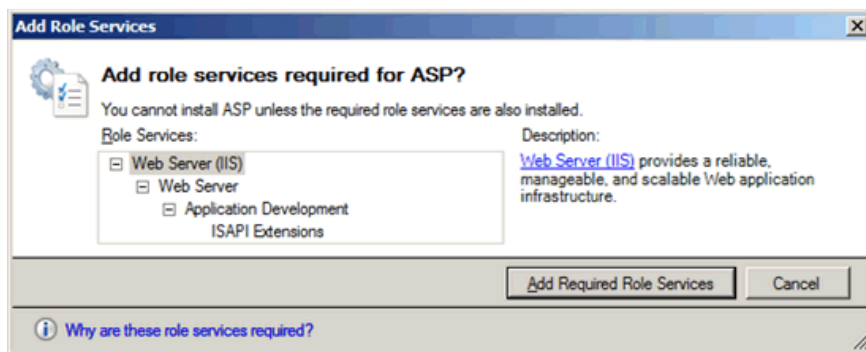 Add Role Services
Add role services required for ASP?
You cannot install ASP unless the required role services are also installed.
Role Services:
Web Server (IIS)
Web Server
Application Development
ISAPI Extensions
Description:
Web Server (IIS) provides a reliable,
manageable, and scalable Web application
infrastructure.
Add Required Role Services
Cancel
Why are these role services required?